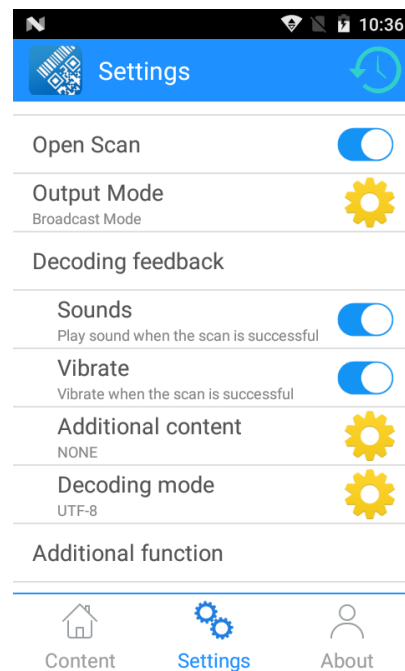 N 10:36
Settings
Open Scan
Output Mode
Broadcast Mode
Decoding feedback
Sounds
Play sound when the scan is successful
Vibrate
Vibrate when the scan is successful
Additional content
NONE
Decoding mode
UTF-8
Additional function
Content Settings About